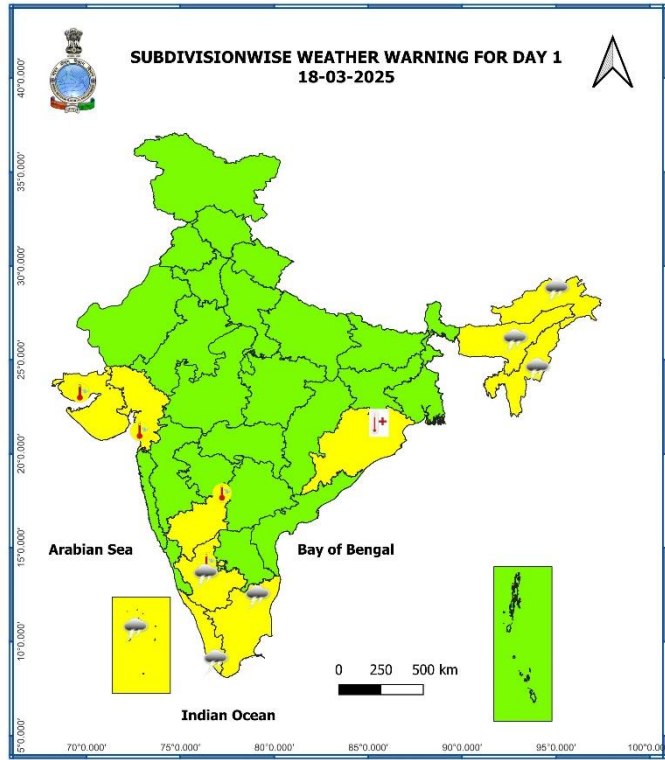 SUBDIVISIONWISE WEATHER WARNING FOR DAY 1
18-03-2025
40°0.000'
35°0.000'
30°0.000'
25°0.000'
20°0.000'
15°0.000'
10°0.000'
5°0.000'
Arabian Sea
Bay of Bengal
0 250 500 km
Indian Ocean
70°0.000' 75°0.000' 80°0.000' 85°0.000' 90°0.000' 95°0.000' 100°0.00